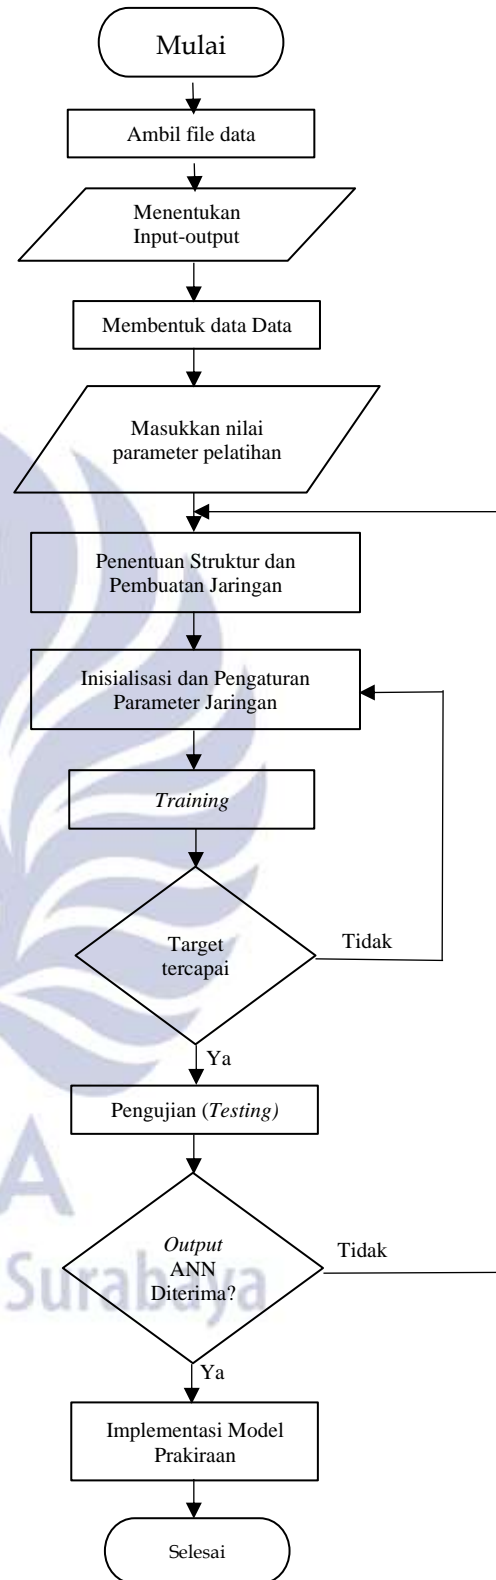 Mulai
Ambil file data
Menentukan
Input-output
Membentuk data Data
Masukkan nilai
parameter pelatihan
Penentuan Struktur dan
Pembuatan Jaringan
Inisialisasi dan Pengaturan
Parameter Jaringan
Training
Target
tercapai
Tidak
Ya
Pengujian (Testing)
A
Output
ANN
Diterima?
Tidak
Surabaya
Ya
Implementasi Model
Prakiraan
Selesai